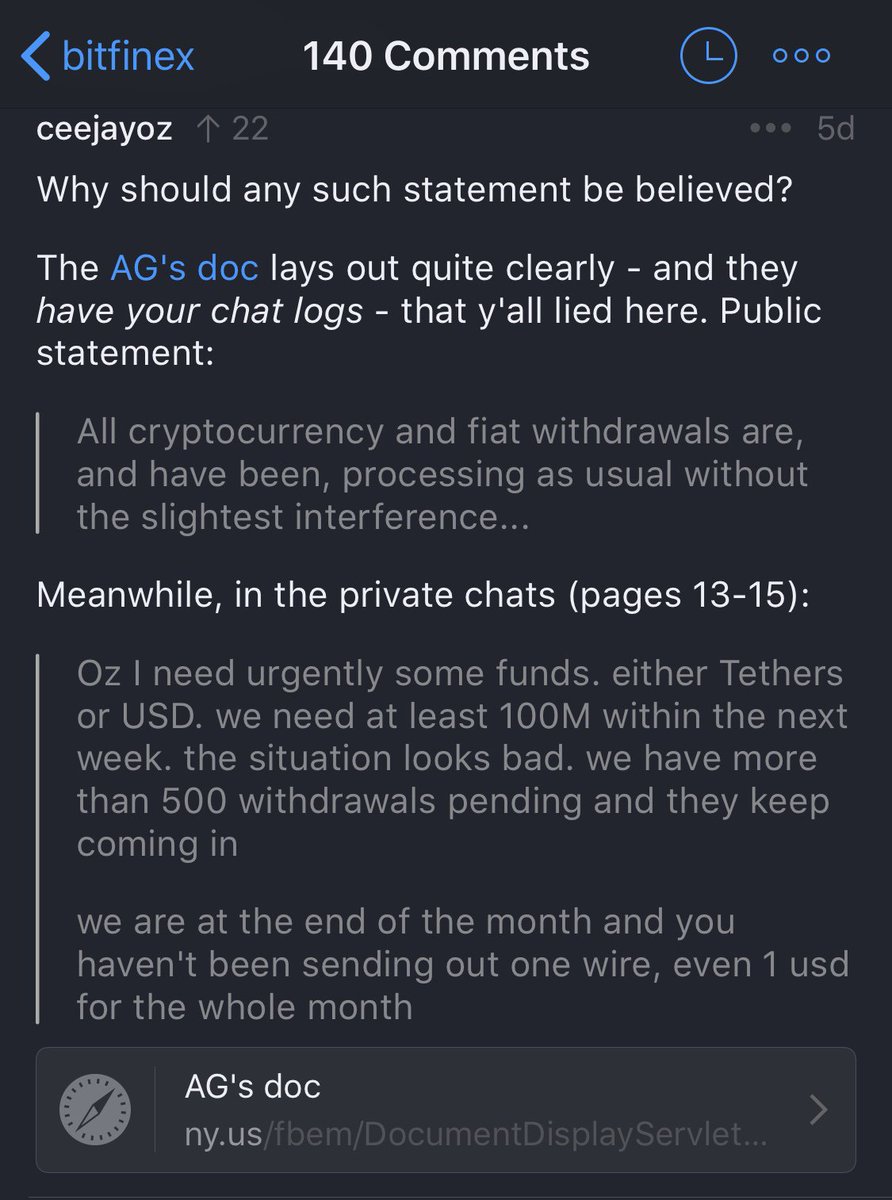 bitfinex 140 Comments
ceejayoz ↑ 22 ••• 5d
Why should any such statement be believed?
The AG's doc lays out quite clearly - and they
have your chat logs - that y'all lied here. Public
statement:
All cryptocurrency and fiat withdrawals are,
and have been, processing as usual without
the slightest interference...
Meanwhile, in the private chats (pages 13-15):
Oz I need urgently some funds. either Tethers
or USD. we need at least 100M within the next
week. the situation looks bad. we have more
than 500 withdrawals pending and they keep
coming in
we are at the end of the month and you
haven't been sending out one wire, even 1 usd
for the whole month
AG's doc
ny.us/fbem/DocumentDisplayServlet...